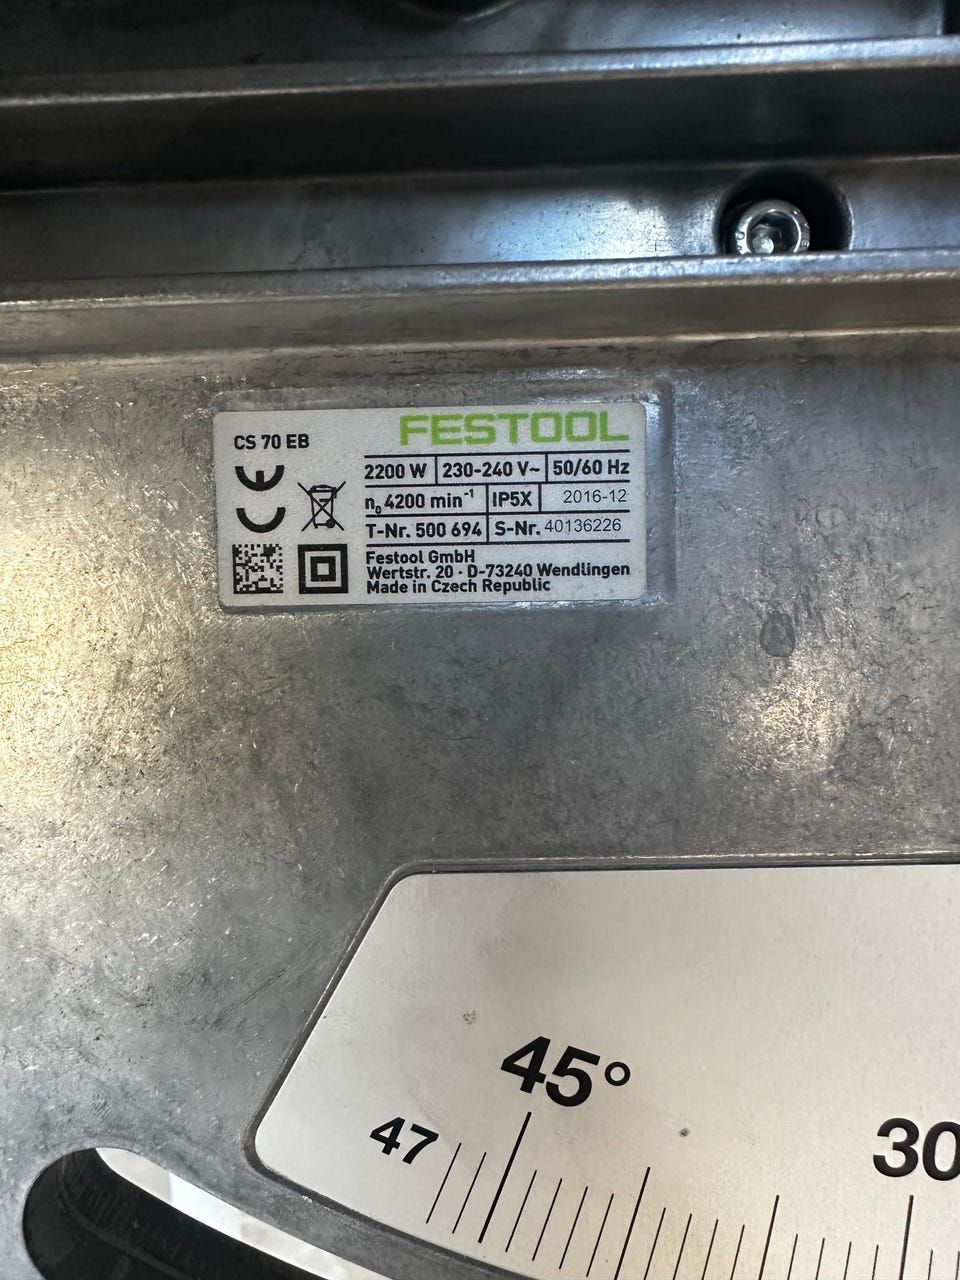 CS 70 EB
FESTOOL
CE
2200 W 230-240 V~ 50/60 Hz
n₀ 4200 min⁻¹ IP5X 2016-12
T-Nr. 500 694 S-Nr. 40136226
Festool GmbH
Wertstr. 20 - D-73240 Wendlingen
Made in Czech Republic
45°
47
30